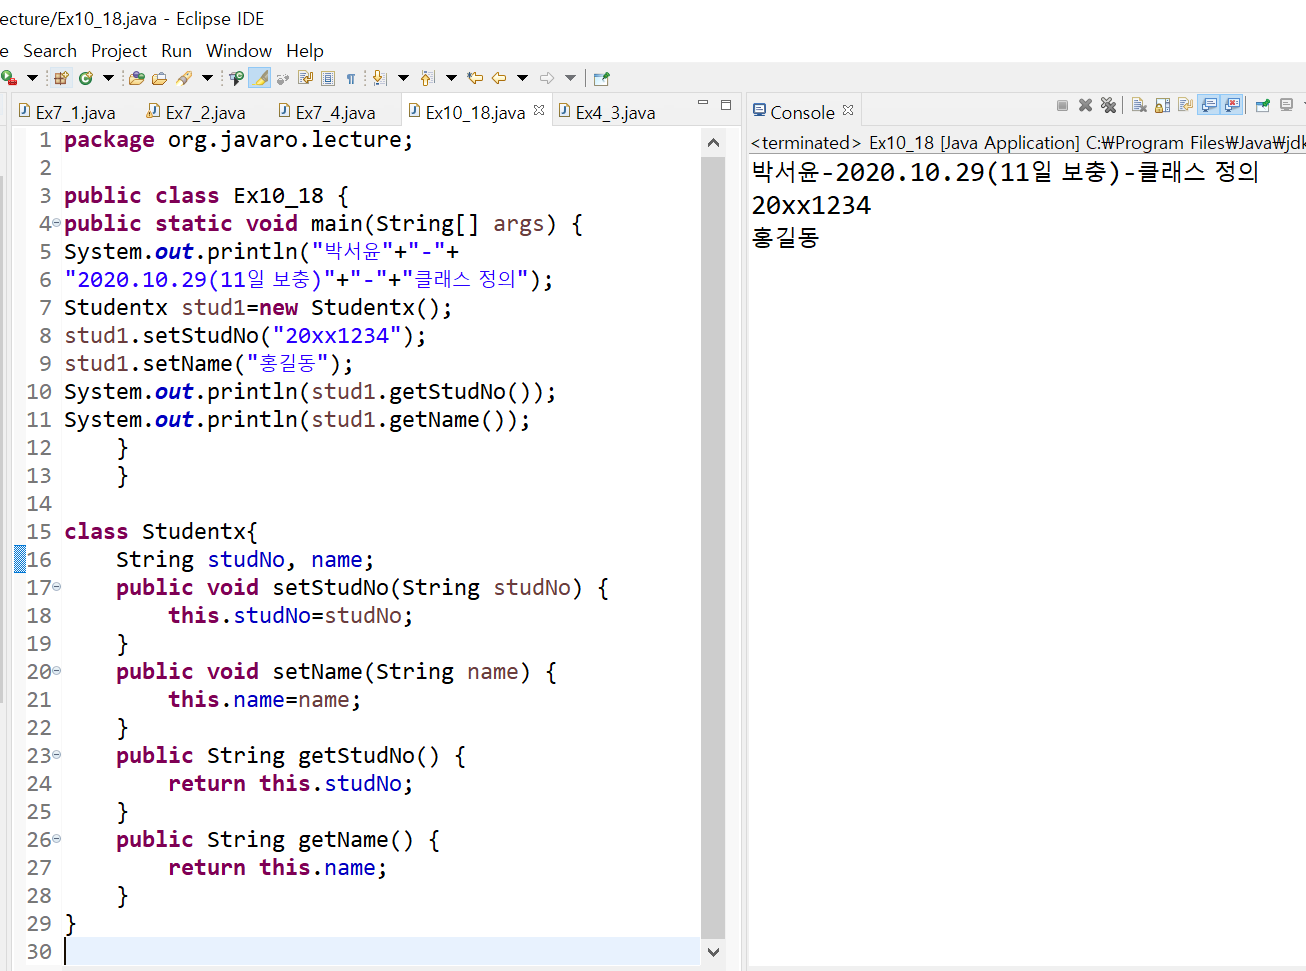 ecture/Ex10_18.java - Eclipse IDE
e Search Project Run Window Help
Ex7_1.java Ex7_2.java Ex7_4.java Ex10_18.java Ex4_3.java
1 package org.javaro.lecture;
2
3 public class Ex10_18 {
4 public static void main(String[] args) {
5 System.out.println("박서윤"+"-"+
6 "2020.10.29(11일 보충)"+"-"+"클래스 정의");
7 Studentx stud1=new Studentx();
8 stud1.setStudNo("20xx1234");
9 stud1.setName("홍길동");
10 System.out.println(stud1.getStudNo());
11 System.out.println(stud1.getName());
12 }
13 }
14
15 class Studentx{
16 String studNo, name;
17 public void setStudNo(String studNo) {
18 this.studNo=studNo;
19 }
20 public void setName(String name) {
21 this.name=name;
22 }
23 public String getStudNo() {
24 return this.studNo;
25 }
26 public String getName() {
27 return this.name;
28 }
29 }
30
Console
<terminated> Ex10_18 [Java Application] C:₩Program Files₩Java₩jdk
박서윤-2020.10.29(11일 보충)-클래스 정의
20xx1234
홍길동